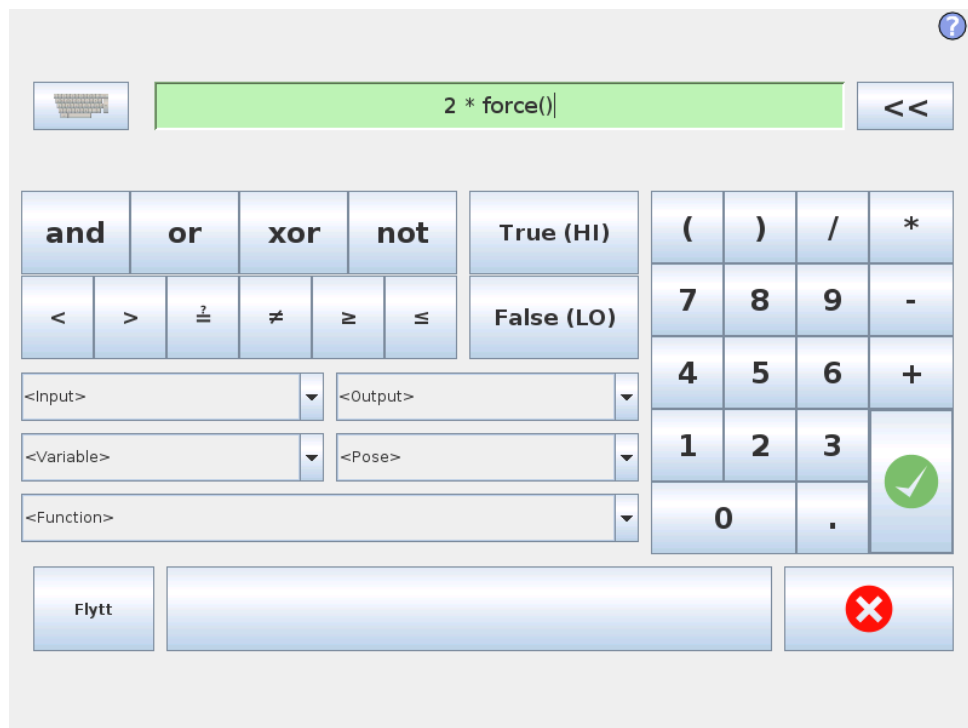 ?
2 * force()
<<
and or xor not True (HI) ( ) / *
7 8 9 -
< > ≟ ≠ ≥ ≤ False (LO)
4 5 6 +
<Input> <Output>
1 2 3
<Variable> <Pose>
<Function>
0 .
Flytt